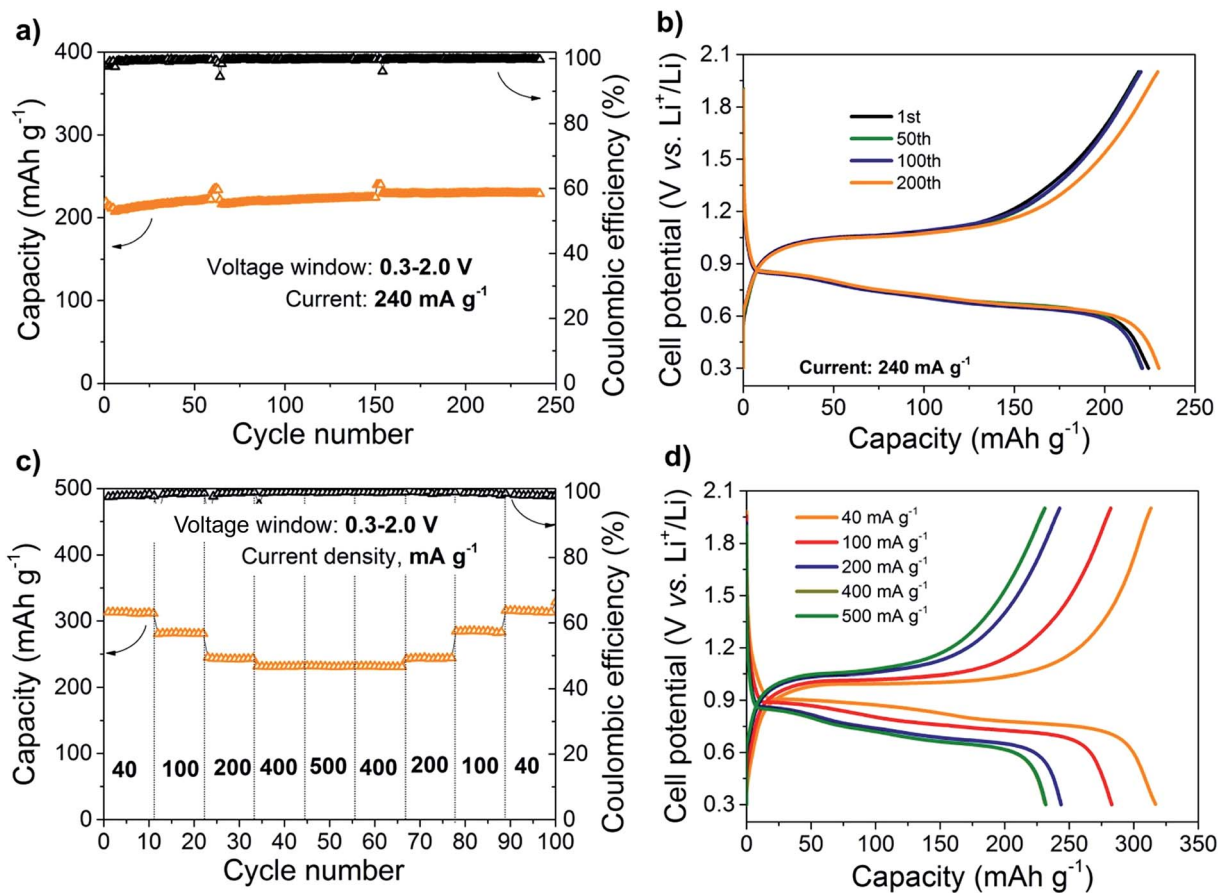 a)
400
300
200
100
0
Capacity (mAh g⁻¹)
0 50 100 150 200 250
Cycle number
100
80
60
40
20
0
Coulombic efficiency (%)
Voltage window: 0.3-2.0 V
Current: 240 mA g⁻¹
b)
2.1
1.8
1.5
1.2
0.9
0.6
0.3
Cell potential (V vs. Li⁺/Li)
1st
50th
100th
200th
Current: 240 mA g⁻¹
0 50 100 150 200 250
Capacity (mAh g⁻¹)
c)
500
400
300
200
100
0
Capacity (mAh g⁻¹)
Voltage window: 0.3-2.0 V
Current density, mA g⁻¹
40 100 200 400 500 400 200 100 40
0 10 20 30 40 50 60 70 80 90 100
Cycle number
100
80
60
40
20
0
Coulombic efficiency (%)
d)
2.1
1.8
1.5
1.2
0.9
0.6
0.3
Cell potential (V vs. Li⁺/Li)
40 mA g⁻¹
100 mA g⁻¹
200 mA g⁻¹
400 mA g⁻¹
500 mA g⁻¹
0 50 100 150 200 250 300 350
Capacity (mAh g⁻¹)